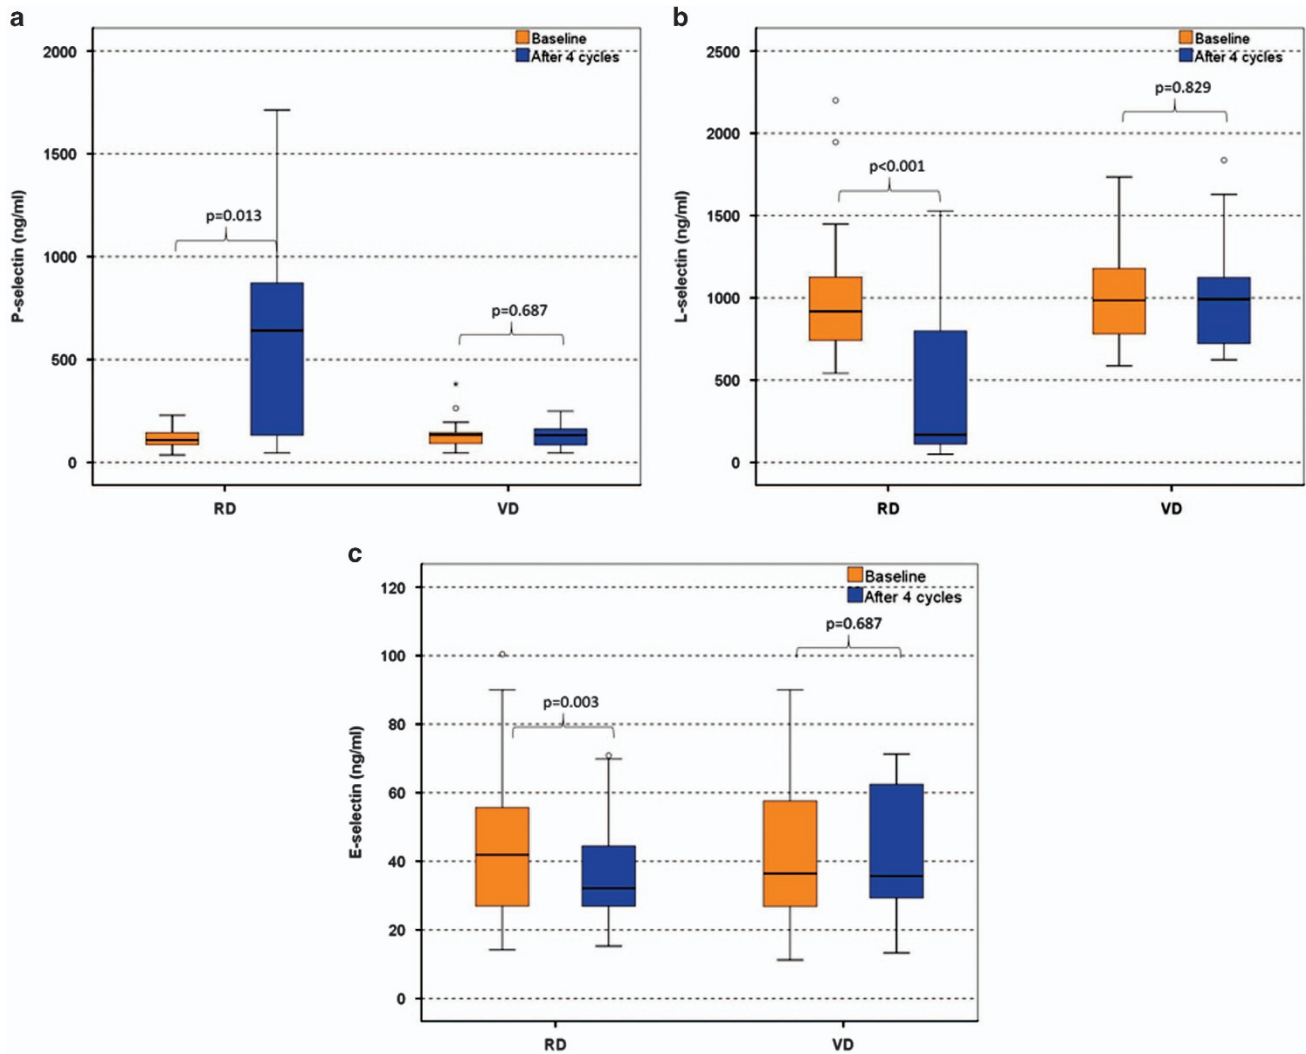 a
P-selectin (ng/ml)
2000
1500
1000
500
0
Baseline
After 4 cycles
p=0.013
p=0.687
RD
VD
b
L-selectin (ng/ml)
2500
2000
1500
1000
500
0
Baseline
After 4 cycles
p<0.001
p=0.829
RD
VD
c
E-selectin (ng/ml)
120
100
80
60
40
20
0
Baseline
After 4 cycles
p=0.003
p=0.687
RD
VD